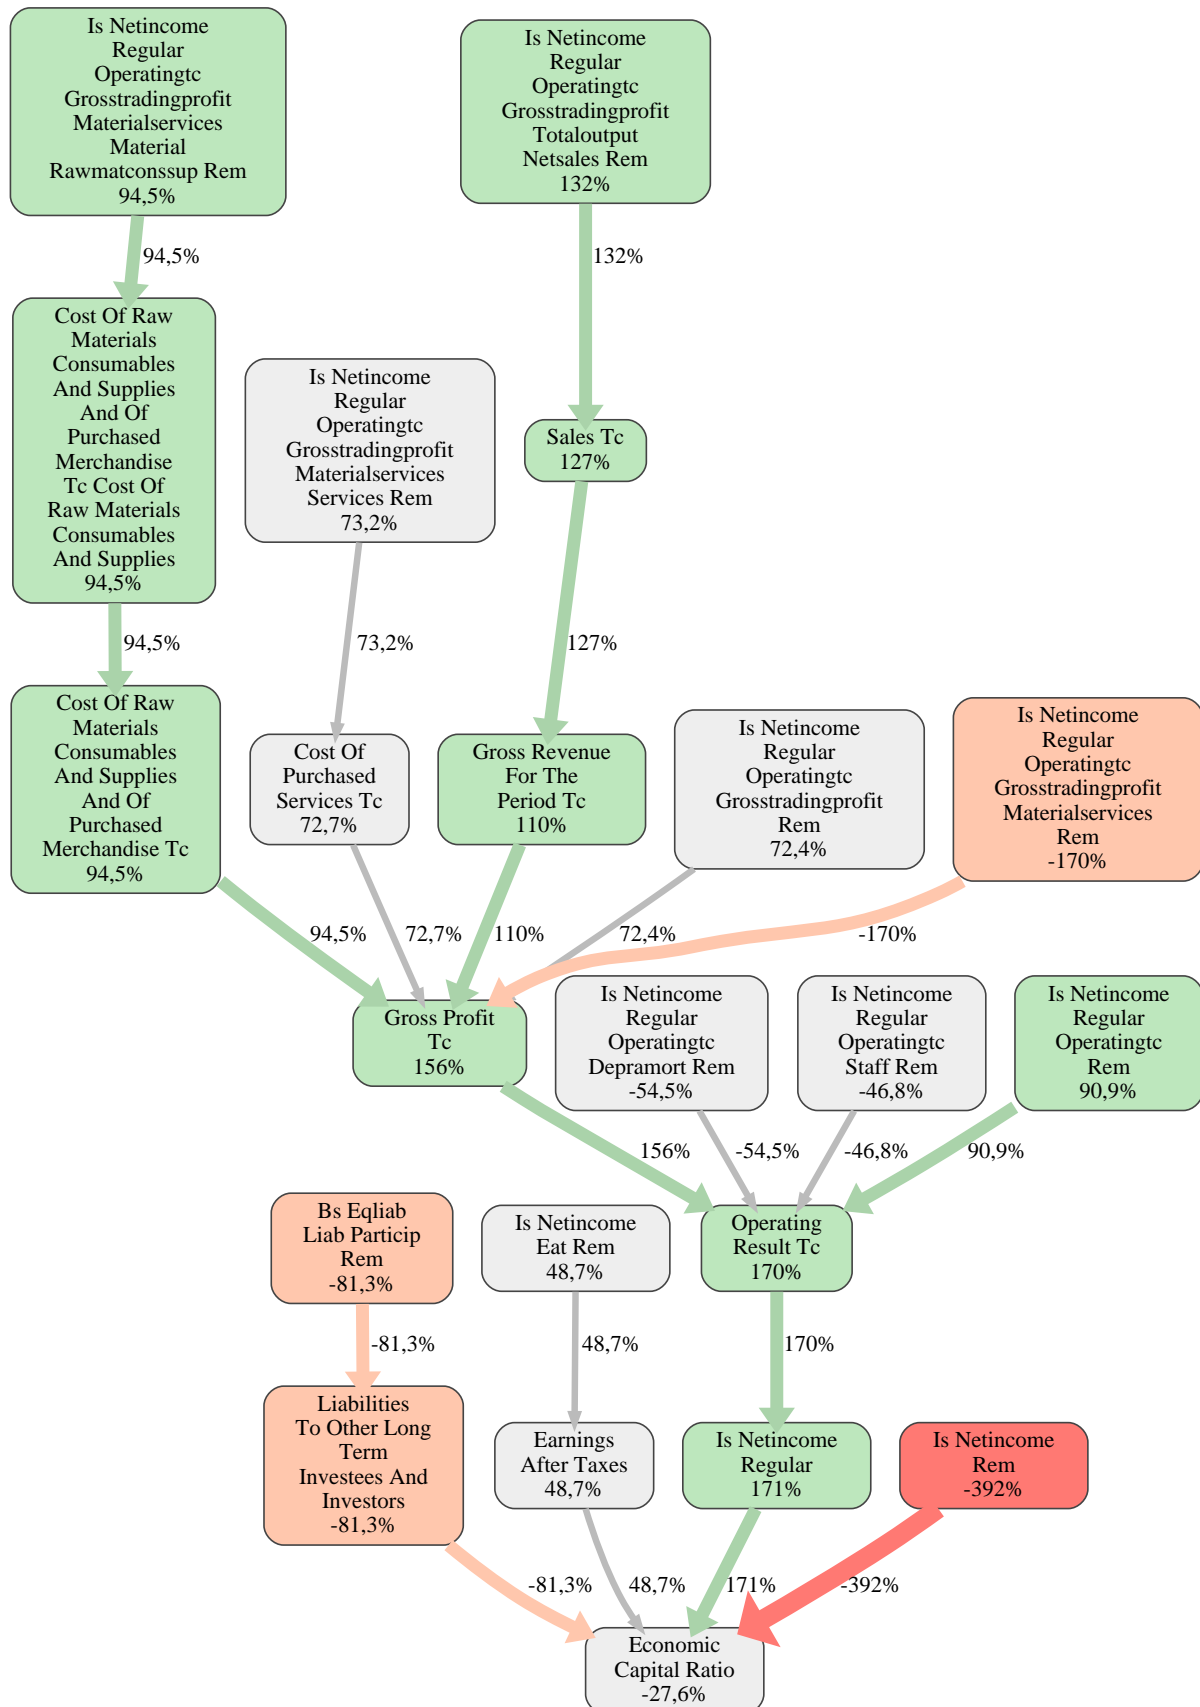 Is Netincome
Regular
Operatingtc
Grosstradingprofit
Materialservices
Material
Rawmatconssup Rem
94,5%
Is Netincome
Regular
Operatingtc
Grosstradingprofit
Totaloutput
Netsales Rem
132%
94,5%
132%
Cost Of Raw
Materials
Consumables
And Supplies
And Of
Purchased
Merchandise
Tc Cost Of
Raw Materials
Consumables
And Supplies
94,5%
Is Netincome
Regular
Operatingtc
Grosstradingprofit
Materialservices
Services Rem
73,2%
Sales Tc
127%
94,5%
73,2%
127%
Cost Of Raw
Materials
Consumables
And Supplies
And Of
Purchased
Merchandise Tc
94,5%
Cost Of
Purchased
Services Tc
72,7%
Gross Revenue
For The
Period Tc
110%
Is Netincome
Regular
Operatingtc
Grosstradingprofit
Rem
72,4%
Is Netincome
Regular
Operatingtc
Grosstradingprofit
Materialservices
Rem
-170%
94,5%
72,7%
110%
72,4%
-170%
Gross Profit
Tc
156%
Is Netincome
Regular
Operatingtc
Depramort Rem
-54,5%
Is Netincome
Regular
Operatingtc
Staff Rem
-46,8%
Is Netincome
Regular
Operatingtc
Rem
90,9%
156%
-54,5%
-46,8%
90,9%
Bs Eqliab
Liab Particip
Rem
-81,3%
Is Netincome
Eat Rem
48,7%
Operating
Result Tc
170%
-81,3%
48,7%
170%
Liabilities
To Other Long
Term
Investees And
Investors
-81,3%
Earnings
After Taxes
48,7%
Is Netincome
Regular
171%
Is Netincome
Rem
-392%
-81,3%
48,7%
171%
-392%
Economic
Capital Ratio
-27,6%